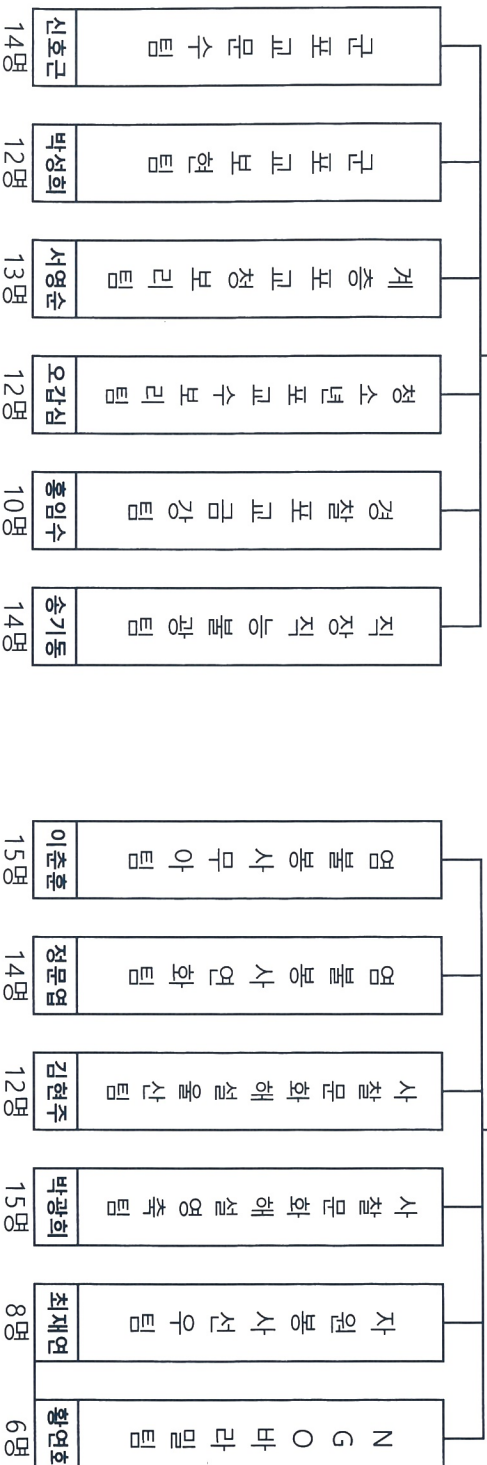 군포교문수팀
신호근
14명
군포교보현팀
박성희
12명
계층포교청보리팀
서영순
13명
청소년포교수보리팀
오감심
12명
경찰포교금강팀
홍임수
10명
직장직능불광팀
송기동
14명
염불봉사무아팀
이춘훈
15명
염불봉사연화팀
정문엽
14명
사찰문화해설울산팀
김현주
12명
사찰문화해설영축팀
박광희
15명
자원봉사선우팀
최재연
8명
NGO바라밀팀
6명